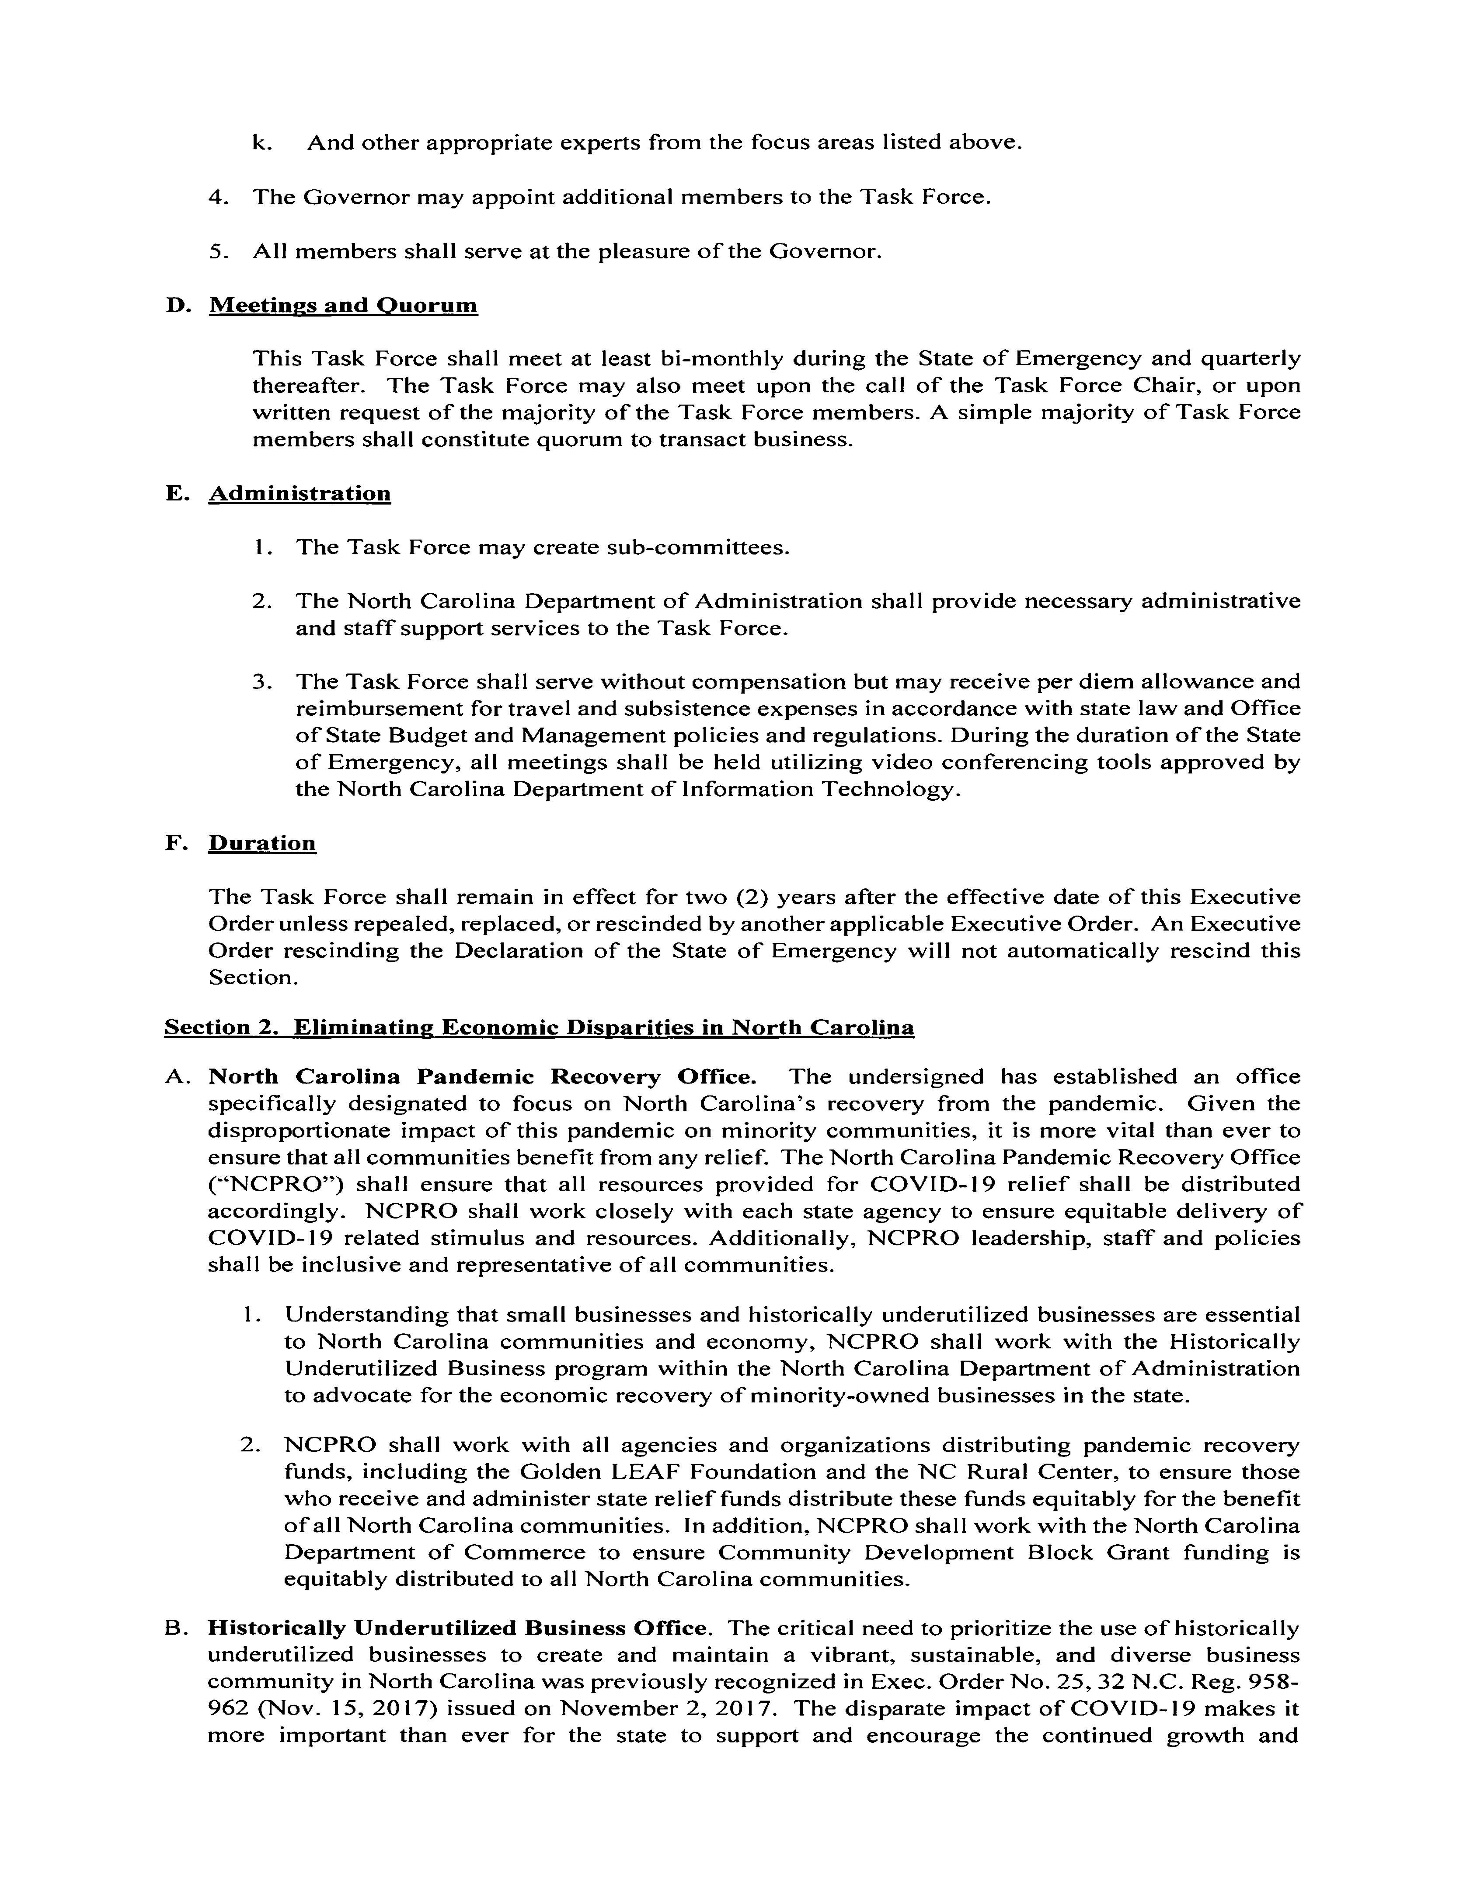 k. And other appropriate experts from the focus areas listed above.
4. The Governor may appoint additional members to the Task Force.
5. All members shall serve at the pleasure of the Governor.
D. Meetings and Quorum
This Task Force shall meet at least bi-monthly during the State of Emergency and quarterly
thereafter. The Task Force may also meet upon the call of the Task Force Chair, or upon
written request of the majority of the Task Force members. A simple majority of Task Force
members shall constitute quorum to transact business.
E. Administration
1. The Task Force may create sub-committees.
2. The North Carolina Department of Administration shall provide necessary administrative
and staff support services to the Task Force.
3. The Task Force shall serve without compensation but may receive per diem allowance and
reimbursement for travel and subsistence expenses in accordance with state law and Office
of State Budget and Management policies and regulations. During the duration of the State
of Emergency, all meetings shall be held utilizing video conferencing tools approved by
the North Carolina Department of Information Technology.
F. Duration
The Task Force shall remain in effect for two (2) years after the effective date of this Executive
Order unless repealed, replaced, or rescinded by another applicable Executive Order. An Executive
Order rescinding the Declaration of the State of Emergency will not automatically rescind this
Section.
Section 2. Eliminating Economic Disparities in North Carolina
A. North Carolina Pandemic Recovery Office. The undersigned has established an office
specifically designated to focus on North Carolina's recovery from the pandemic. Given the
disproportionate impact of this pandemic on minority communities, it is more vital than ever to
ensure that all communities benefit from any relief. The North Carolina Pandemic Recovery Office
("NCPRO") shall ensure that all resources provided for COVID-19 relief shall be distributed
accordingly. NCPRO shall work closely with each state agency to ensure equitable delivery of
COVID-19 related stimulus and resources. Additionally, NCPRO leadership, staff and policies
shall be inclusive and representative of all communities.
1. Understanding that small businesses and historically underutilized businesses are essential
to North Carolina communities and economy, NCPRO shall work with the Historically
Underutilized Business program within the North Carolina Department of Administration
to advocate for the economic recovery of minority-owned businesses in the state.
2. NCPRO shall work with all agencies and organizations distributing pandemic recovery
funds, including the Golden LEAF Foundation and the NC Rural Center, to ensure those
who receive and administer state relief funds distribute these funds equitably for the benefit
of all North Carolina communities. In addition, NCPRO shall work with the North Carolina
Department of Commerce to ensure Community Development Block Grant funding is
equitably distributed to all North Carolina communities.
B. Historically Underutilized Business Office. The critical need to prioritize the use of historically
underutilized businesses to create and maintain a vibrant, sustainable, and diverse business
community in North Carolina was previously recognized in Exec. Order No. 25, 32 N.C. Reg. 958-
962 (Nov. 15, 2017) issued on November 2, 2017. The disparate impact of COVID-19 makes it
more important than ever for the state to support and encourage the continued growth and